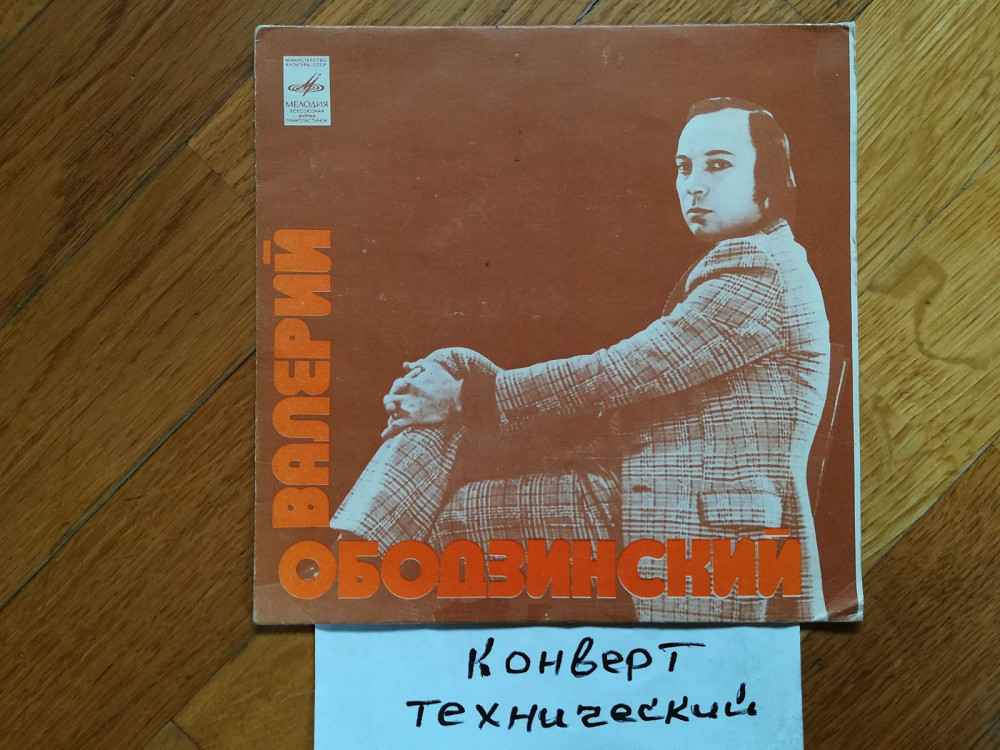 МИНИСТЕРСТВО
КУЛЬТУРЫ СССР
МЕЛОДИЯ
ВСЕСОЮЗНАЯ
ФИРМА
ГРАМПЛАСТИНОК
ВАЛЕРИЙ
ОБОДЗИНСКИЙ
Конверт
технический